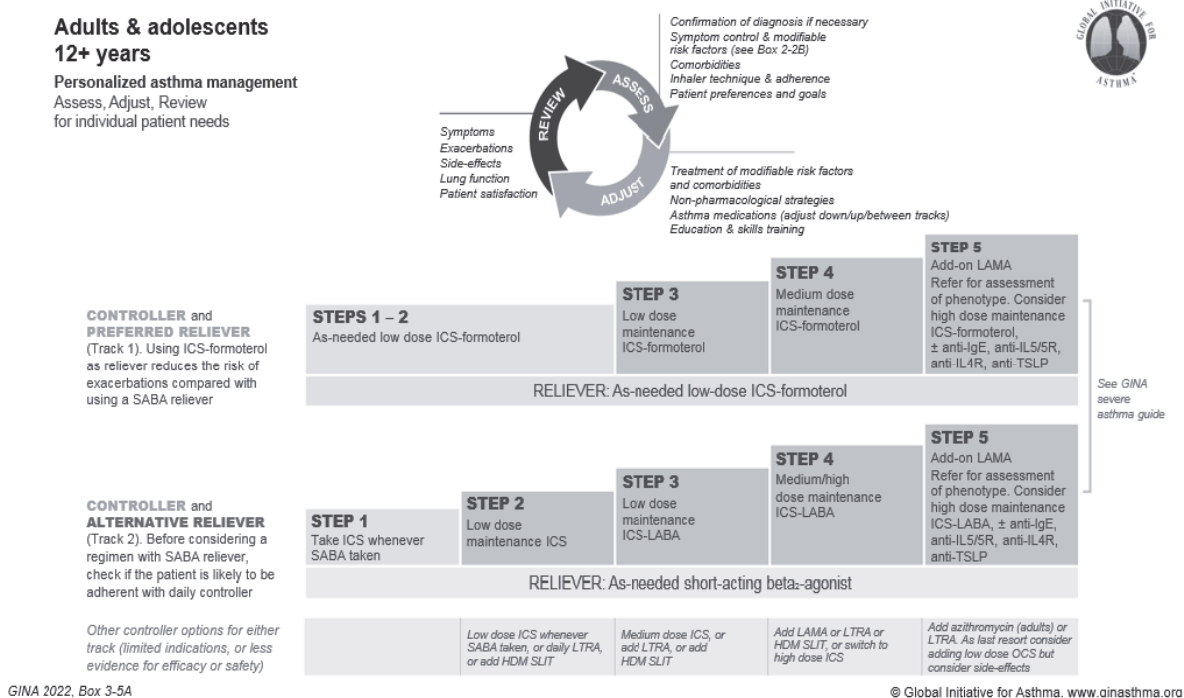 Adults & adolescents
12+ years
Personalized asthma management
Assess, Adjust, Review
for individual patient needs
GLOBAL INITIATIVE FOR
ASTHMA
REVIEW
ASSESS
ADJUST
Confirmation of diagnosis if necessary
Symptom control & modifiable
risk factors (see Box 2-2B)
Comorbidities
Inhaler technique & adherence
Patient preferences and goals
Symptoms
Exacerbations
Side-effects
Lung function
Patient satisfaction
Treatment of modifiable risk factors
and comorbidities
Non-pharmacological strategies
Asthma medications (adjust down/up/between tracks)
Education & skills training
CONTROLLER and
PREFERRED RELIEVER
(Track 1). Using ICS-formoterol
as reliever reduces the risk of
exacerbations compared with
using a SABA reliever
STEPS 1 – 2
As-needed low dose ICS-formoterol
STEP 3
Low dose
maintenance
ICS-formoterol
STEP 4
Medium dose
maintenance
ICS-formoterol
STEP 5
Add-on LAMA
Refer for assessment
of phenotype. Consider
high dose maintenance
ICS-formoterol,
± anti-IgE, anti-IL5/5R,
anti-IL4R, anti-TSLP
RELIEVER: As-needed low-dose ICS-formoterol
See GINA
severe
asthma guide
CONTROLLER and
ALTERNATIVE RELIEVER
(Track 2). Before considering a
regimen with SABA reliever,
check if the patient is likely to be
adherent with daily controller
STEP 1
Take ICS whenever
SABA taken
STEP 2
Low dose
maintenance ICS
STEP 3
Low dose
maintenance
ICS-LABA
STEP 4
Medium/high
dose maintenance
ICS-LABA
STEP 5
Add-on LAMA
Refer for assessment
of phenotype. Consider
high dose maintenance
ICS-LABA, ± anti-IgE,
anti-IL5/5R, anti-IL4R,
anti-TSLP
RELIEVER: As-needed short-acting beta₂-agonist
Other controller options for either
track (limited indications, or less
evidence for efficacy or safety)
Low dose ICS whenever
SABA taken, or daily LTRA,
or add HDM SLIT
Medium dose ICS, or
add LTRA, or add
HDM SLIT
Add LAMA or LTRA or
HDM SLIT, or switch to
high dose ICS
Add azithromycin (adults) or
LTRA. As last resort consider
adding low dose OCS but
consider side-effects
GINA 2022, Box 3-5A
© Global Initiative for Asthma, www.ginasthma.org